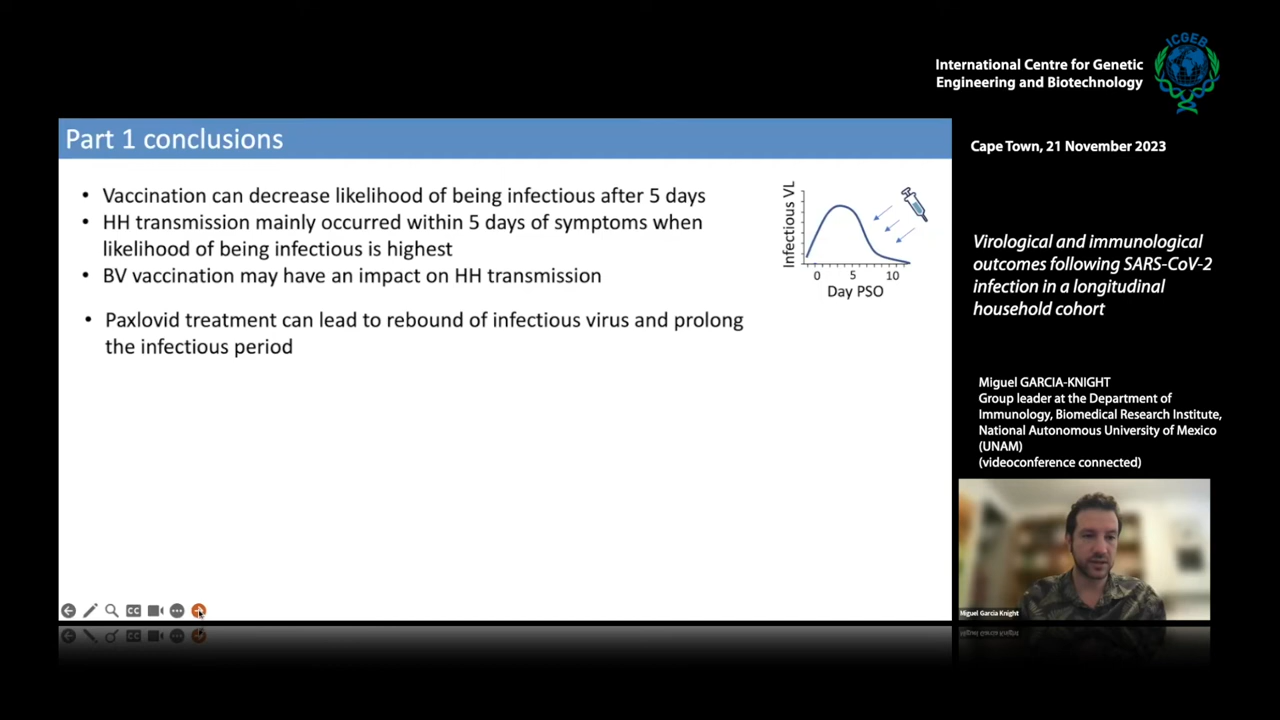 ICGEB
International Centre for Genetic
Engineering and Biotechnology
Cape Town, 21 November 2023
Part 1 conclusions
• Vaccination can decrease likelihood of being infectious after 5 days
• HH transmission mainly occurred within 5 days of symptoms when
likelihood of being infectious is highest
• BV vaccination may have an impact on HH transmission
• Paxlovid treatment can lead to rebound of infectious virus and prolong
the infectious period
Infectious VL
0 5 10
Day PSO
Virological and immunological
outcomes following SARS-CoV-2
infection in a longitudinal
household cohort
Miguel GARCIA-KNIGHT
Group leader at the Department of
Immunology, Biomedical Research Institute,
National Autonomous University of Mexico
(UNAM)
(videoconference connected)
Miguel Garcia Knight
CC